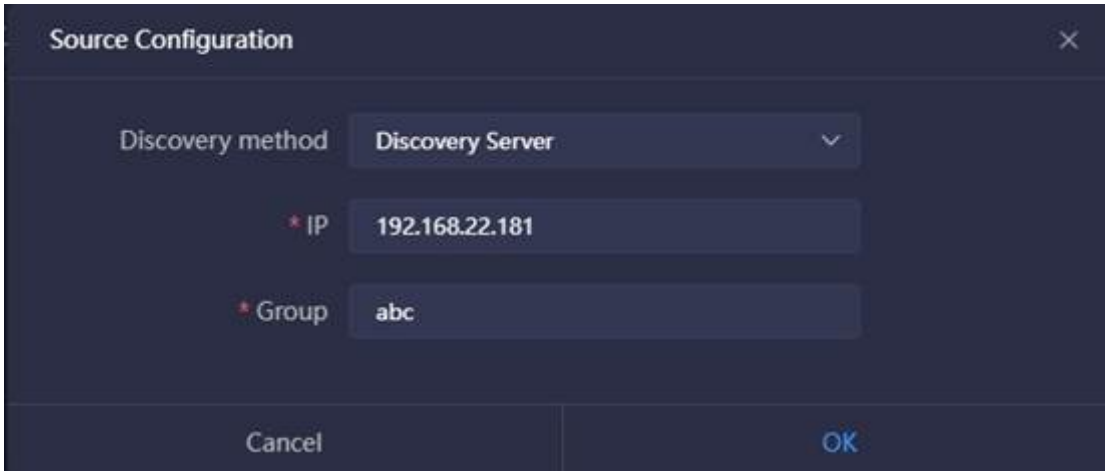 Source Configuration
Discovery method Discovery Server
* IP 192.168.22.181
* Group abc
Cancel OK